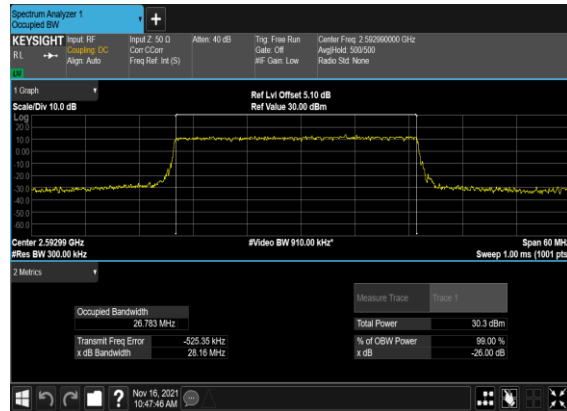 Spectrum Analyzer 1
Occupied BW
+
KEYSIGHT Input: RF Input Z: 50 Ω Atten: 40 dB Trig: Free Run Center Freq: 2.592990000 GHz
RL Coupling: DC Corr CCorr Gate: Off Avg|Hold: 500/500
Align: Auto Freq Ref: Int (S) #IF Gain: Low Radio Std: None
1 Graph
Ref Lvl Offset 5.10 dB
Scale/Div 10.0 dB Ref Value 30.00 dBm
Log
20.0
10.0
0.00
-10.0
-20.0
-30.0
-40.0
-50.0
-60.0
Center 2.59299 GHz #Video BW 910.00 kHz* Span 60 MHz
#Res BW 300.00 kHz Sweep 1.00 ms (1001 pts
2 Metrics
Measure Trace Trace 1
Occupied Bandwidth
26.783 MHz Total Power 30.3 dBm
Transmit Freq Error -525.35 kHz % of OBW Power 99.00 %
x dB Bandwidth 28.16 MHz x dB -26.00 dB
? Nov 16, 2021
10:47:46 AM